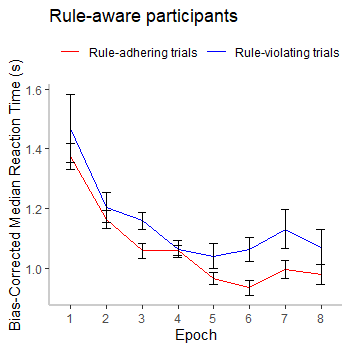 Rule-aware participants
Rule-adhering trials Rule-violating trials
Bias-Corrected Median Reaction Time (s)
1.6
1.4
1.2
1.0
1 2 3 4 5 6 7 8
Epoch